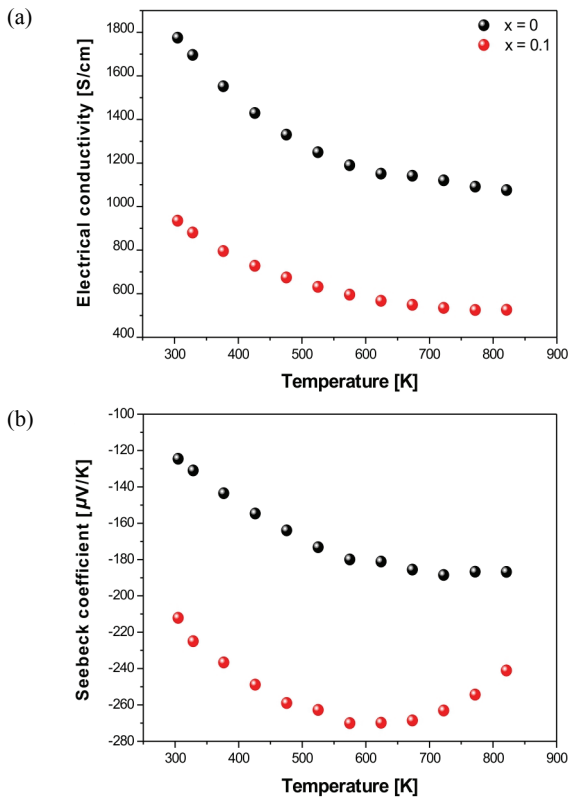 (a)
x = 0
x = 0.1
1800
1600
1400
1200
1000
800
600
400
Electrical conductivity [S/cm]
300 400 500 600 700 800 900
Temperature [K]
(b)
-100
-120
-140
-160
-180
-200
-220
-240
-260
-280
Seebeck coefficient [µV/K]
300 400 500 600 700 800 900
Temperature [K]